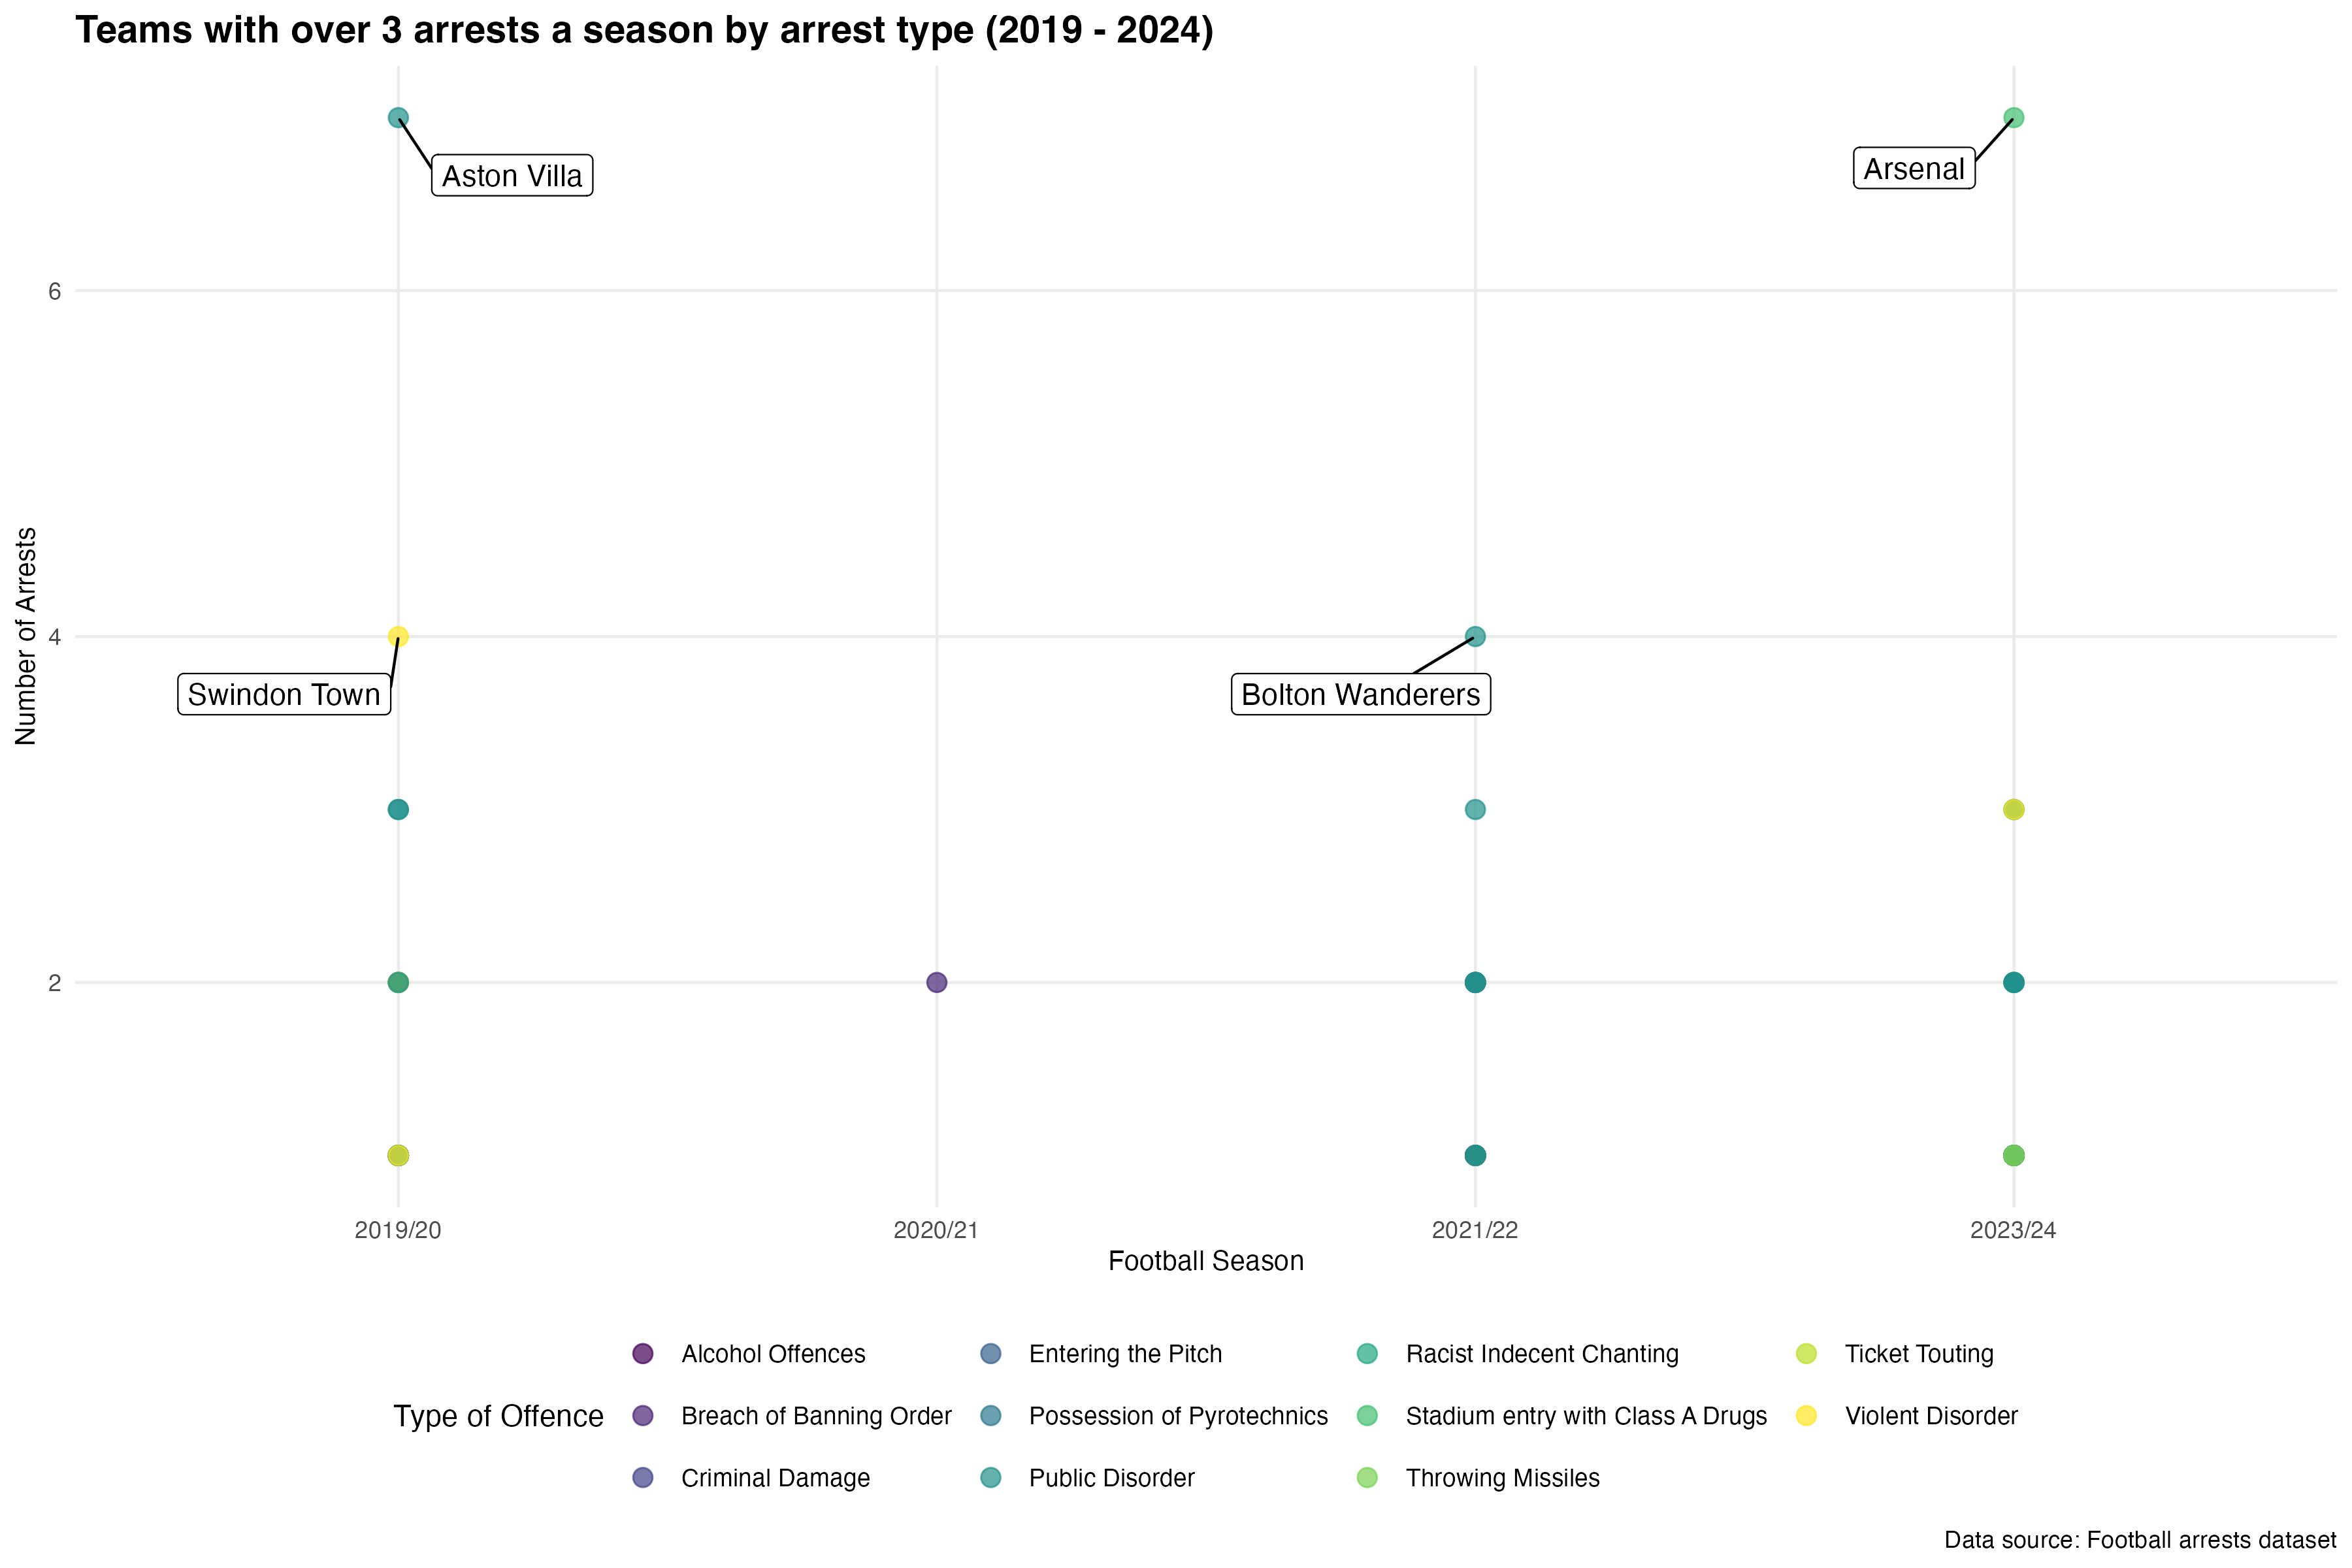 Teams with over 3 arrests a season by arrest type (2019 - 2024)
Aston Villa
Arsenal
6
Number of Arrests
4
Swindon Town
Bolton Wanderers
2
2019/20
2020/21
2021/22
2023/24
Football Season
Type of Offence
Alcohol Offences
Breach of Banning Order
Criminal Damage
Entering the Pitch
Possession of Pyrotechnics
Public Disorder
Racist Indecent Chanting
Stadium entry with Class A Drugs
Throwing Missiles
Ticket Touting
Violent Disorder
Data source: Football arrests dataset